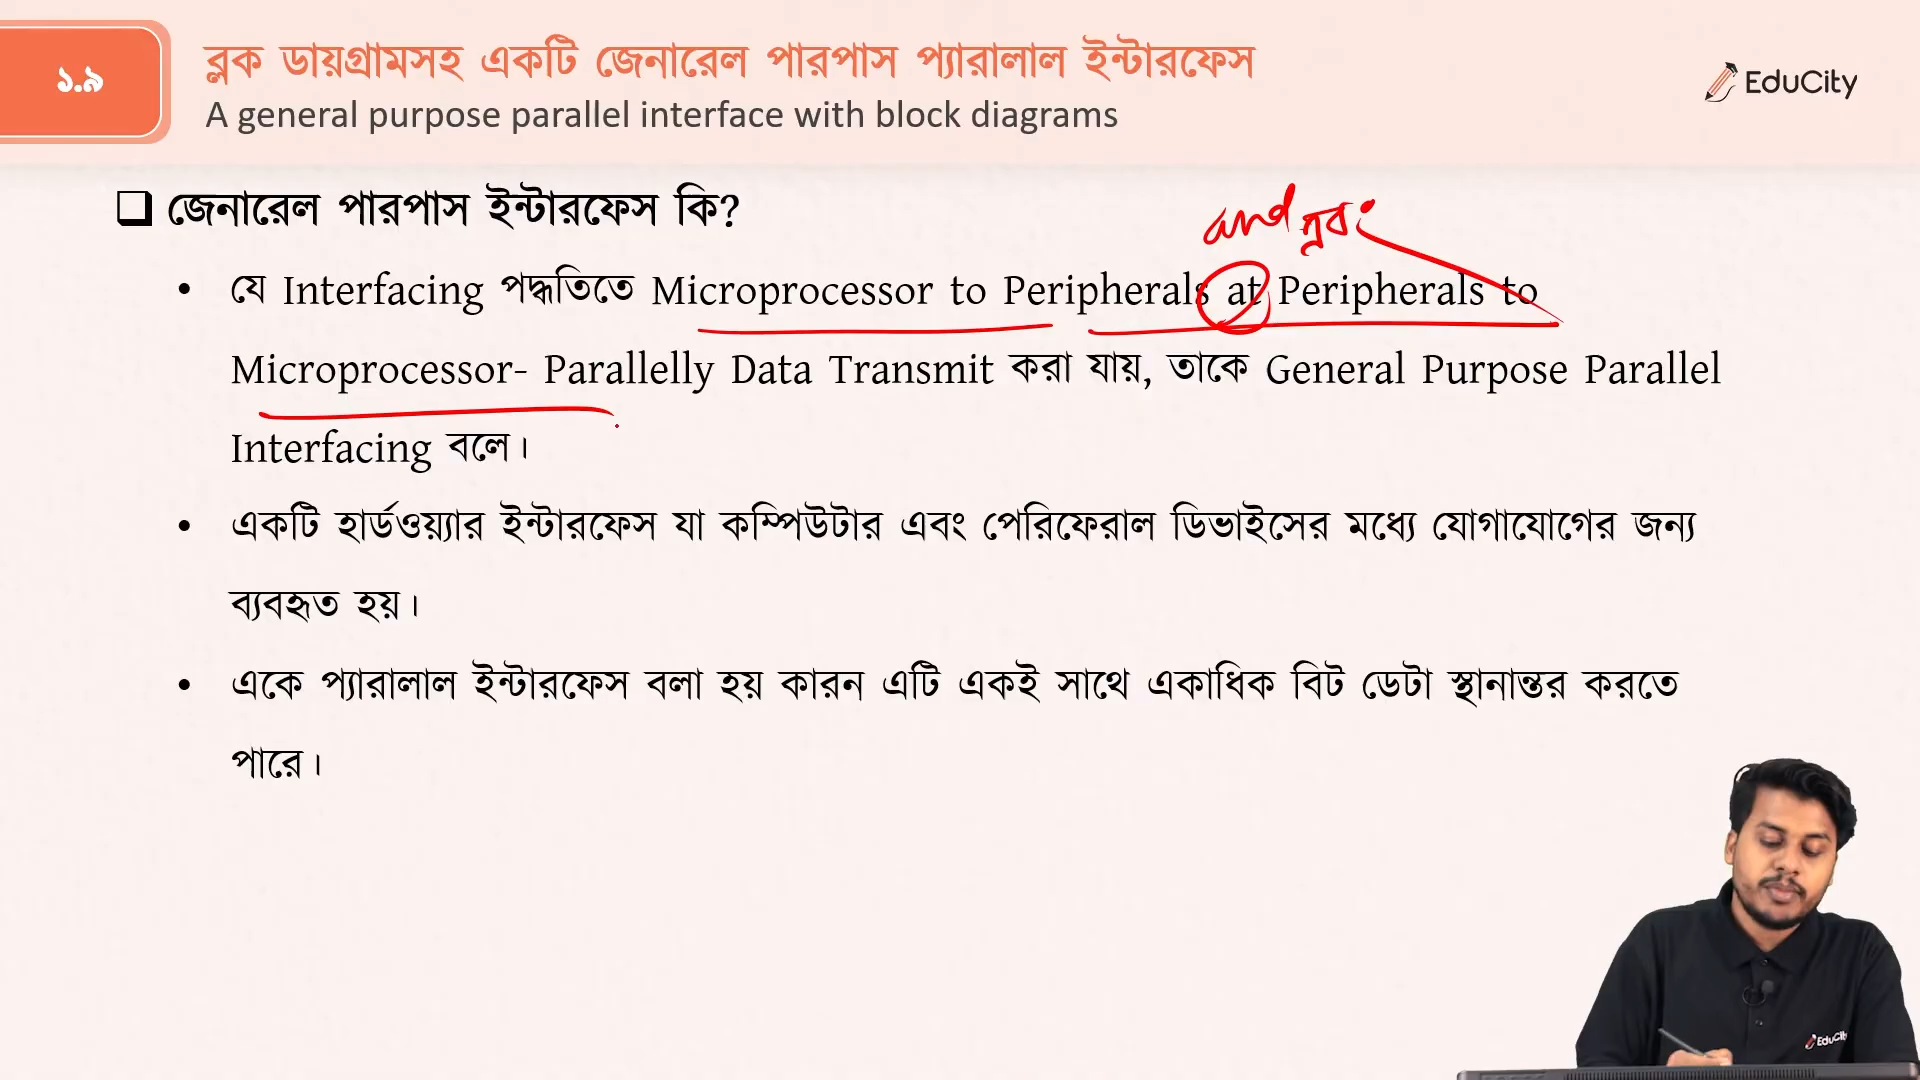 ১.৯
ব্লক ডায়গ্রামসহ একটি জেনারেল পারপাস প্যারালাল ইন্টারফেস
A general purpose parallel interface with block diagrams
EduCity
জেনারেল পারপাস ইন্টারফেস কি?
and এবং
• যে Interfacing পদ্ধতিতে Microprocessor to Peripherals at Peripherals to
Microprocessor- Parallelly Data Transmit করা যায়, তাকে General Purpose Parallel
Interfacing বলে।
• একটি হার্ডওয়্যার ইন্টারফেস যা কম্পিউটার এবং পেরিফেরাল ডিভাইসের মধ্যে যোগাযোগের জন্য
ব্যবহৃত হয়।
• একে প্যারালাল ইন্টারফেস বলা হয় কারন এটি একই সাথে একাধিক বিট ডেটা স্থানান্তর করতে
পারে।
EduCity